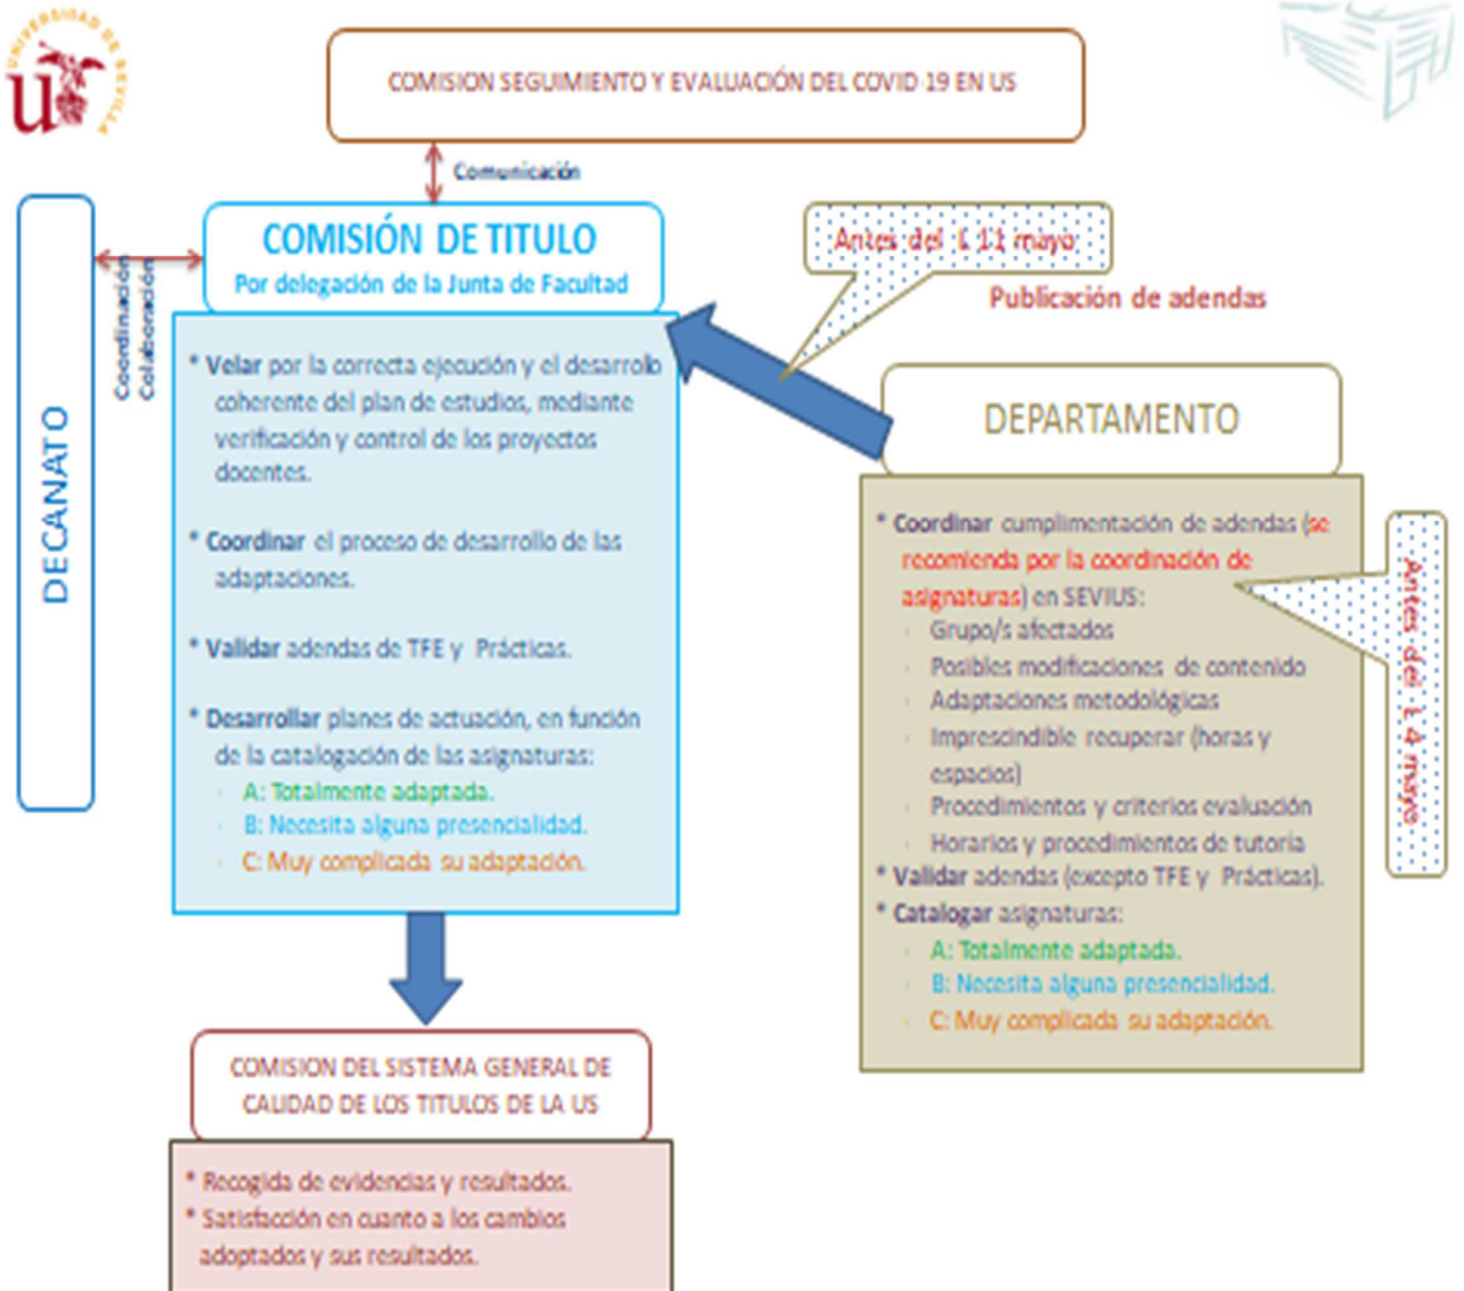 UNIVERSIDAD DE SEVILLA
COMISION SEGUIMIENTO Y EVALUACIÓN DEL COVID 19 EN US
Comunicación
COMISIÓN DE TITULO
Por delegación de la Junta de Facultad
Coordinación
Colaboración
DECANATO
* Velar por la correcta ejecución y el desarrollo
coherente del plan de estudios, mediante
verificación y control de los proyectos
docentes.
* Coordinar el proceso de desarrollo de las
adaptaciones.
* Validar adendas de TFE y Prácticas.
* Desarrollar planes de actuación, en función
de la catalogación de las asignaturas:
· A: Totalmente adaptada.
· B: Necesita alguna presencialidad.
· C: Muy complicada su adaptación.
Antes del L 11 mayo
Publicación de adendas
DEPARTAMENTO
* Coordinar cumplimentación de adendas (se
recomienda por la coordinación de
asignaturas) en SEVIUS:
· Grupo/s afectados
· Posibles modificaciones de contenido
· Adaptaciones metodológicas
· Imprescindible recuperar (horas y
espacios)
· Procedimientos y criterios evaluación
· Horarios y procedimientos de tutoría
* Validar adendas (excepto TFE y Prácticas).
* Catalogar asignaturas:
· A: Totalmente adaptada.
· B: Necesita alguna presencialidad.
· C: Muy complicada su adaptación.
Antes del L 4 mayo
COMISION DEL SISTEMA GENERAL DE
CALIDAD DE LOS TITULOS DE LA US
* Recogida de evidencias y resultados.
* Satisfacción en cuanto a los cambios
adoptados y sus resultados.